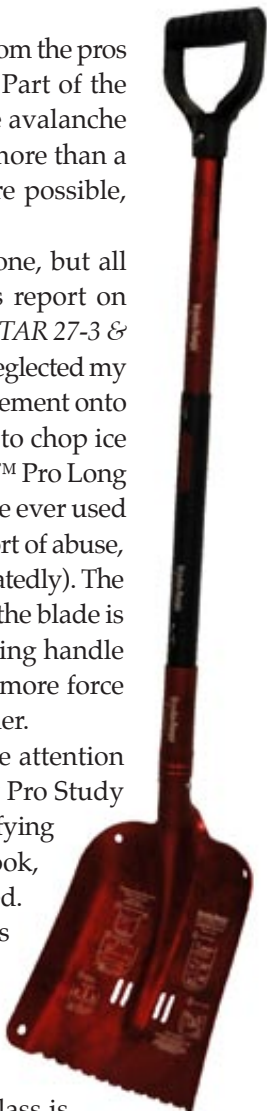 om the pros
Part of the
e avalanche
more than a
re possible,
one, but all
s report on
TAR 27-3 &
eglected my
ement onto
to chop ice
™ Pro Long
e ever used
ort of abuse,
atedly). The
the blade is
ing handle
more force
er.
e attention
Pro Study
fying
ook,
d.
s
lass is